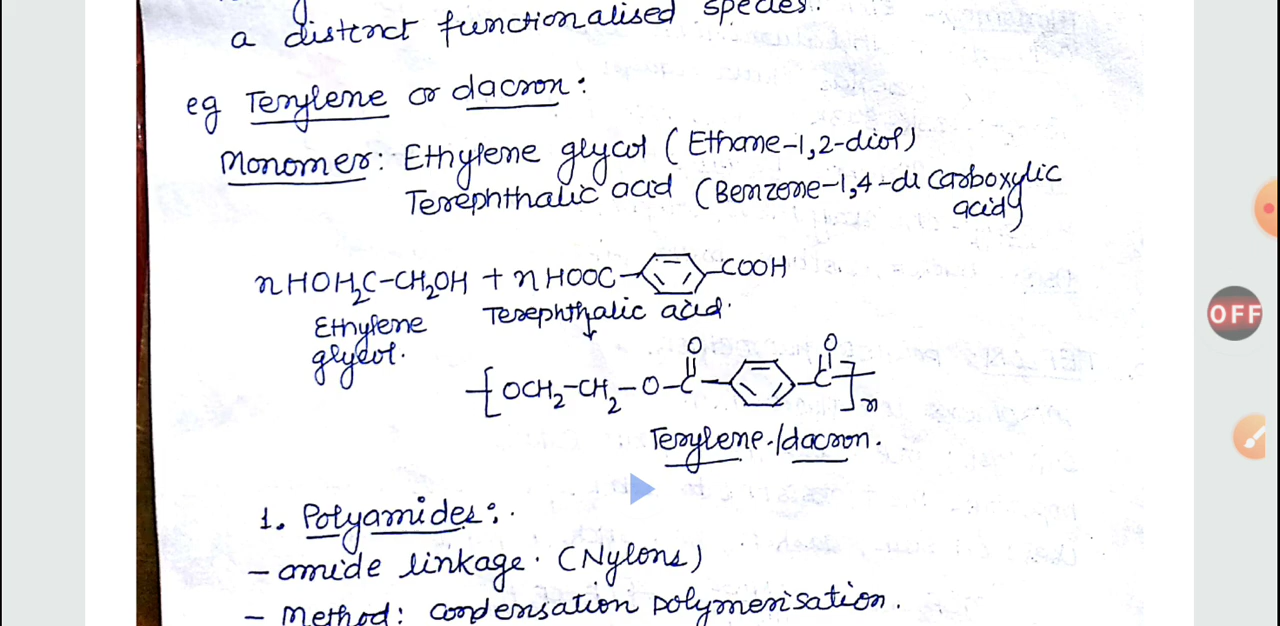 a distinct functionalised species.
eg Terylene or dacron:
Monomer: Ethylene glycol (Ethane-1,2-diol)
Terephthalic acid (Benzene-1,4-di carboxylic
acid)
nHOH₂C-CH₂OH + nHOOC- -COOH
Ethylene
glycol.
Terephthalic acid.
[OCH₂-CH₂-O-C(=O)- -C(=O)]n
Terylene/dacron.
1. Polyamides:.
- amide linkage. (Nylons)
- Method: condensation polymerisation.
OFF